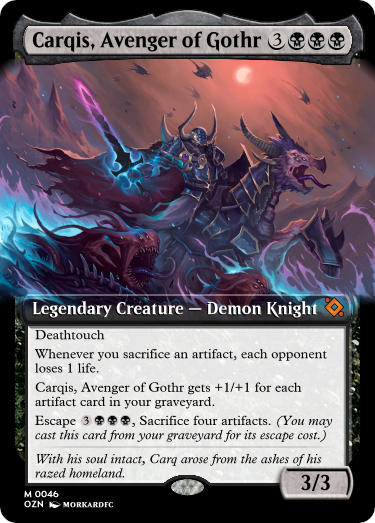 Carqis, Avenger of Gothr 3
Legendary Creature — Demon Knight
Deathtouch
Whenever you sacrifice an artifact, each opponent
loses 1 life.
Carqis, Avenger of Gothr gets +1/+1 for each
artifact card in your graveyard.
Escape 3, Sacrifice four artifacts. (You may
cast this card from your graveyard for its escape cost.)
With his soul intact, Carq arose from the ashes of his
razed homeland.
3/3
M 0046
OZN MORKARDFC